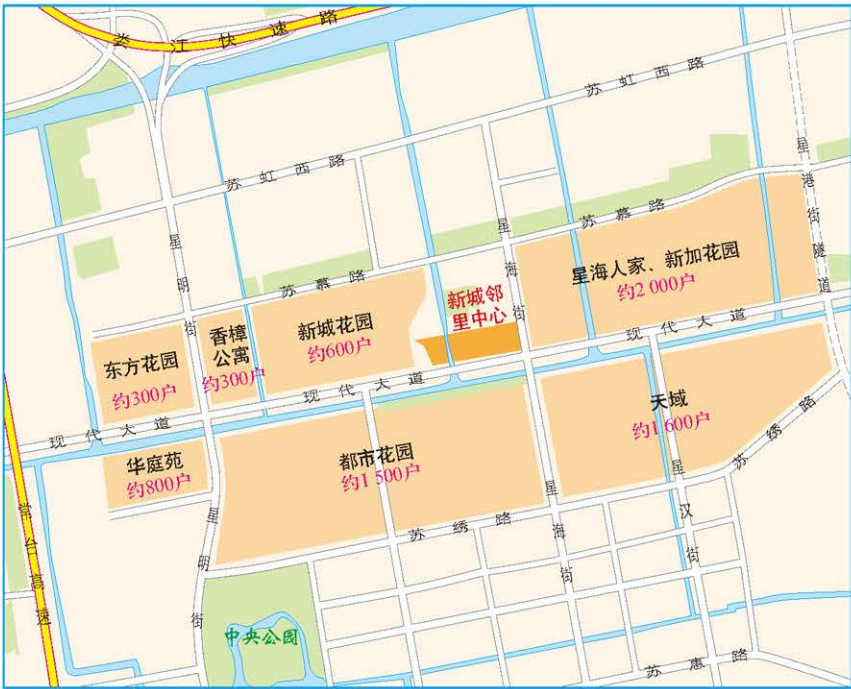 娄江快速路
苏虹西路
苏虹西路
星港街隧道
星明街
苏慕路
星海街
苏慕路
星海人家、新加花园
约2 000户
新城邻
里中心
新城花园
约600户
香樟
公寓
约300户
东方花园
约300户
现代大道
现代大道
现代大道
天域
约1 600户
华庭苑
约800户
都市花园
约1 500户
苏绣路
苏绣路
星明街
星海街
星汉街
常台高速
中央公园
苏惠路